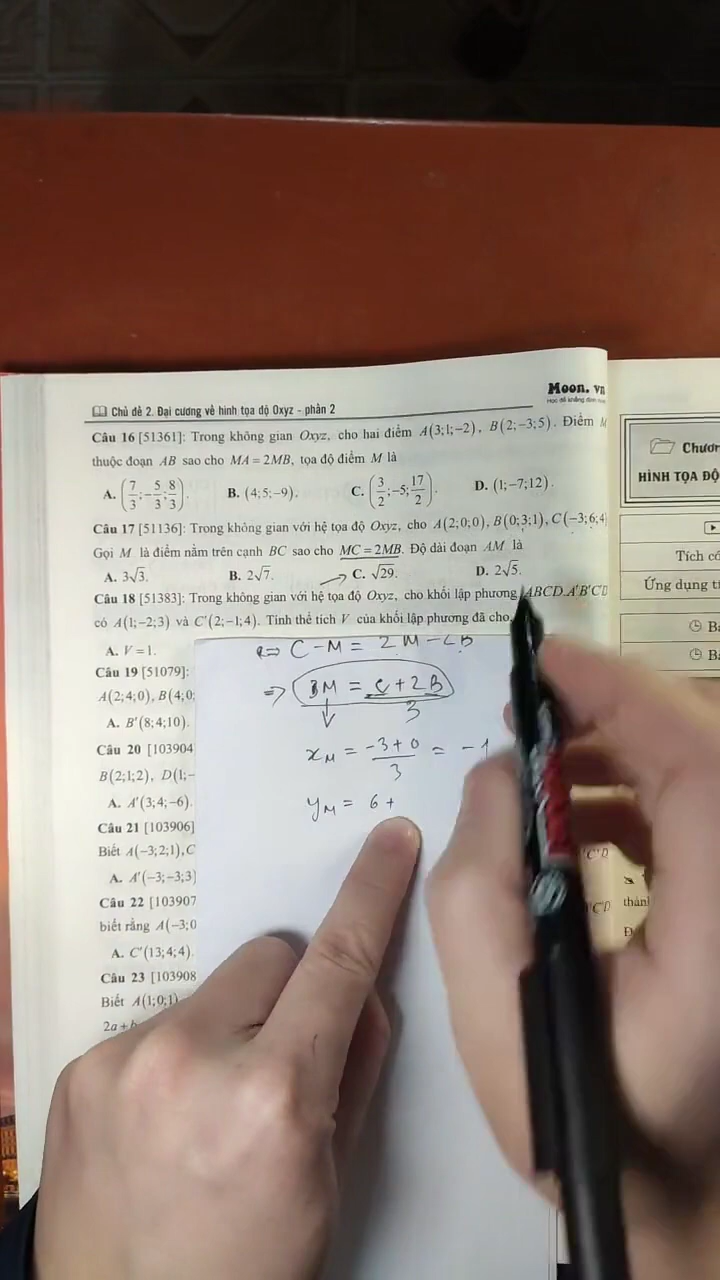 Chủ đề 2. Đại cương về hình tọa độ Oxyz - phần 2
Moon.vn
Câu 16 [51361]: Trong không gian Oxyz, cho hai điểm A(3;1;−2), B(2;−3;5). Điểm M
thuộc đoạn AB sao cho MA = 2MB, tọa độ điểm M là
A. (7/3; −5/3; 8/3). B. (4;5;−9). C. (3/2; −5; 17/2). D. (1;−7;12).
Câu 17 [51136]: Trong không gian với hệ tọa độ Oxyz, cho A(2;0;0), B(0;3;1), C(−3;6;4
Gọi M là điểm nằm trên cạnh BC sao cho MC = 2MB. Độ dài đoạn AM là
A. 3√3. B. 2√7. C. √29. D. 2√5.
Câu 18 [51383]: Trong không gian với hệ tọa độ Oxyz, cho khối lập phương ABCD.A'B'C'D'
có A(1;−2;3) và C'(2;−1;4). Tính thể tích V của khối lập phương đã cho.
A. V = 1.
⇔ C − M = 2M − 2B
Câu 19 [51079]:
A(2;4;0), B(4;0;
⇒ 3M = C + 2B
3
A. B'(8;4;10).
Câu 20 [103904
x_M = (−3+0)/3 = −1
B(2;1;2), D(1;−
A. A'(3;4;−6).
y_M = 6 +
Câu 21 [103906]
Biết A(−3;2;1), C
A. A'(−3;−3;3)
Câu 22 [103907
biết rằng A(−3;0
A. C'(13;4;4).
Câu 23 [103908
Biết A(1;0;1)
2a + b
Chươn
HÌNH TỌA ĐỘ
Tích có
Ứng dụng t
B
B
'C'D
'C'D
thàn